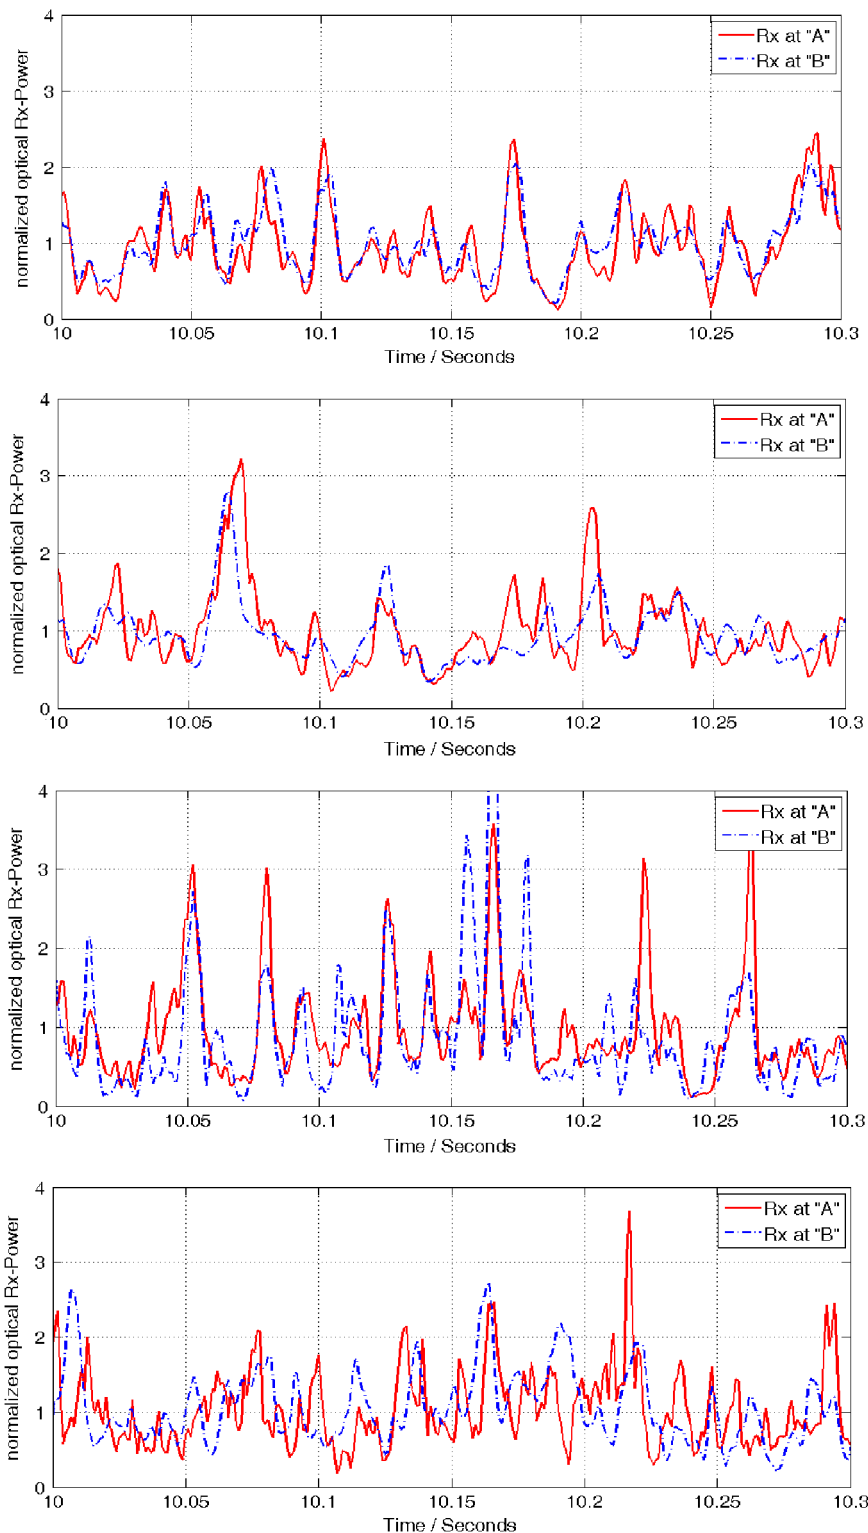 4
3
2
1
0
normalized optical Rx-Power
Rx at "A"
Rx at "B"
10 10.05 10.1 10.15 10.2 10.25 10.3
Time / Seconds
4
3
2
1
0
normalized optical Rx-Power
Rx at "A"
Rx at "B"
10 10.05 10.1 10.15 10.2 10.25 10.3
Time / Seconds
4
3
2
1
0
normalized optical Rx-Power
Rx at "A"
Rx at "B"
10 10.05 10.1 10.15 10.2 10.25 10.3
Time / Seconds
4
3
2
1
0
normalized optical Rx-Power
Rx at "A"
Rx at "B"
10 10.05 10.1 10.15 10.2 10.25 10.3
Time / Seconds